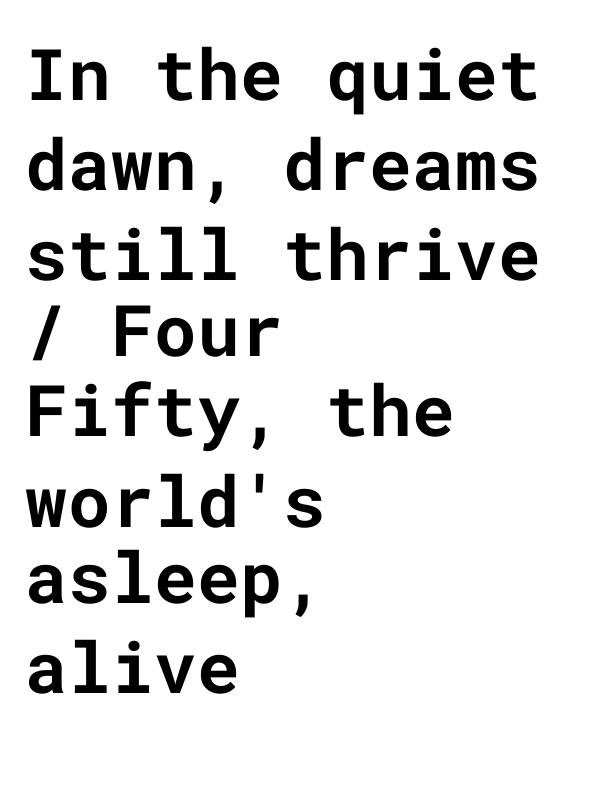 In the quiet
dawn, dreams
still thrive
/ Four
Fifty, the
world's
asleep,
alive